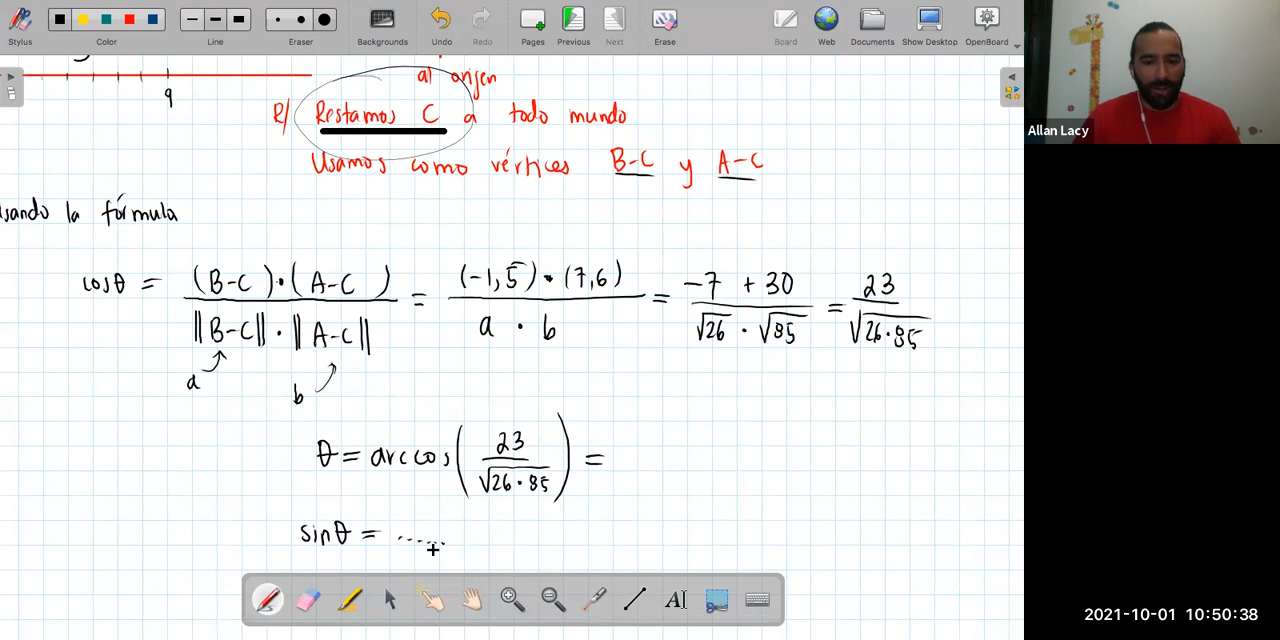 Stylus
Color
Line
Eraser
Backgrounds
Undo
Redo
Pages
Previous
Next
Erase
Board
Web
Documents
Show Desktop
OpenBoard
9
al origen
R/ Restamos C a todo mundo
Usamos como vértices B-C y A-C
Allan Lacy
usando la fórmula
cosθ = (B-C)·(A-C) / ‖B-C‖·‖A-C‖ = (-1,5)·(7,6) / a·b = -7+30 / √26·√85 = 23 / √26·85
a
b
θ = arccos(23 / √26·85) =
sinθ = ......
2021-10-01 10:50:38